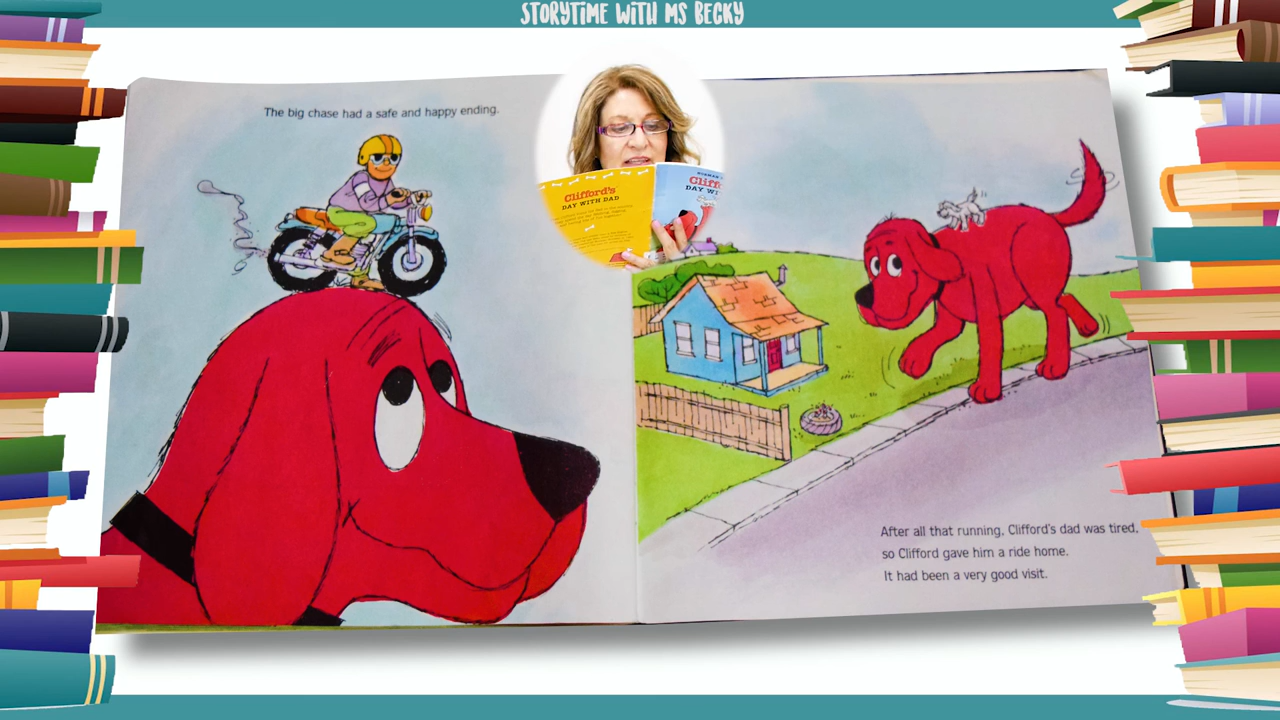 STORYTIME WITH MS BECKY
The big chase had a safe and happy ending.
Clifford's
DAY WITH DAD
After all that running, Clifford's dad was tired,
so Clifford gave him a ride home.
It had been a very good visit.